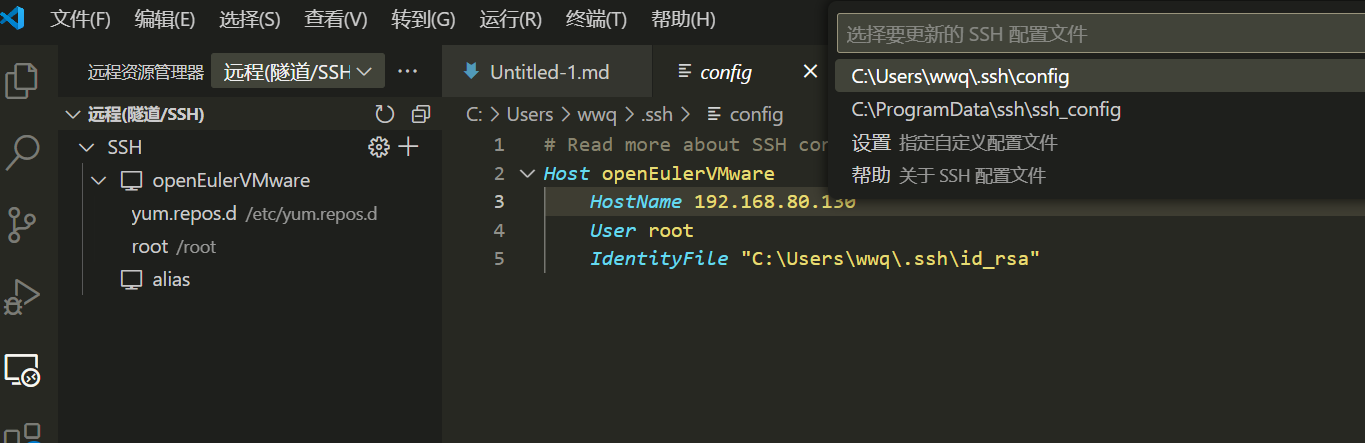 文件(F) 编辑(E) 选择(S) 查看(V) 转到(G) 运行(R) 终端(T) 帮助(H)
选择要更新的 SSH 配置文件
C:\Users\wwq\.ssh\config
C:\ProgramData\ssh\ssh_config
设置 指定自定义配置文件
帮助 关于 SSH 配置文件
远程资源管理器 远程(隧道/SSH
远程(隧道/SSH)
SSH
openEulerVMware
yum.repos.d /etc/yum.repos.d
root /root
alias
Untitled-1.md config
C: > Users > wwq > .ssh > config
1 # Read more about SSH con
2 Host openEulerVMware
3 HostName 192.168.80.130
4 User root
5 IdentityFile "C:\Users\wwq\.ssh\id_rsa"